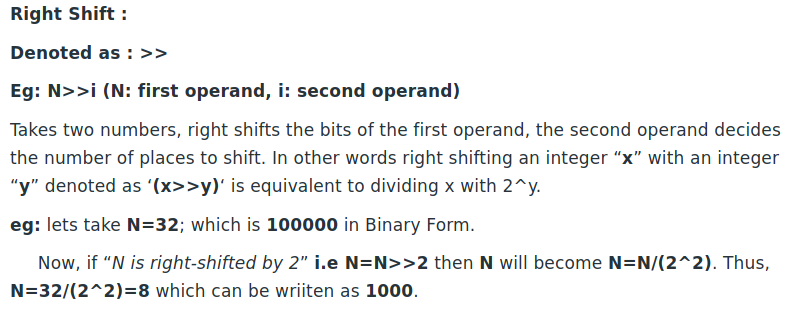 Right Shift :
Denoted as : >>
Eg: N>>i (N: first operand, i: second operand)
Takes two numbers, right shifts the bits of the first operand, the second operand decides
the number of places to shift. In other words right shifting an integer “x” with an integer
“y” denoted as ‘(x>>y)‘ is equivalent to dividing x with 2^y.
eg: lets take N=32; which is 100000 in Binary Form.
Now, if “N is right-shifted by 2” i.e N=N>>2 then N will become N=N/(2^2). Thus,
N=32/(2^2)=8 which can be wriiten as 1000.